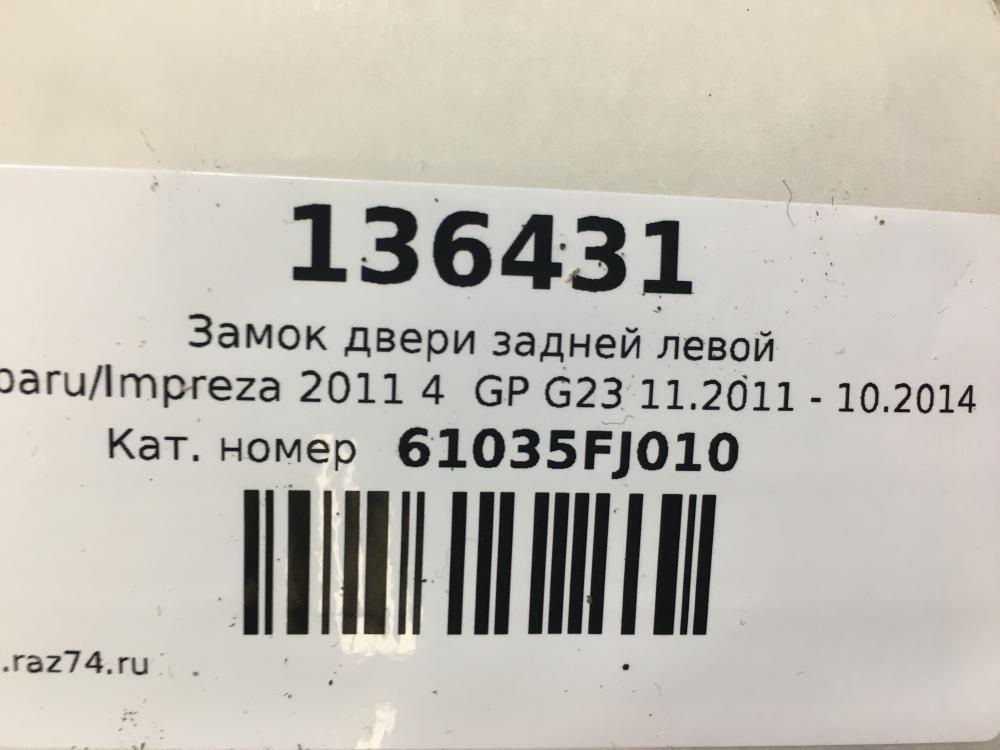 136431
Замок двери задней левой
baru/Impreza 2011 4 GP G23 11.2011 - 10.2014
Кат. номер 61035FJ010
.raz74.ru